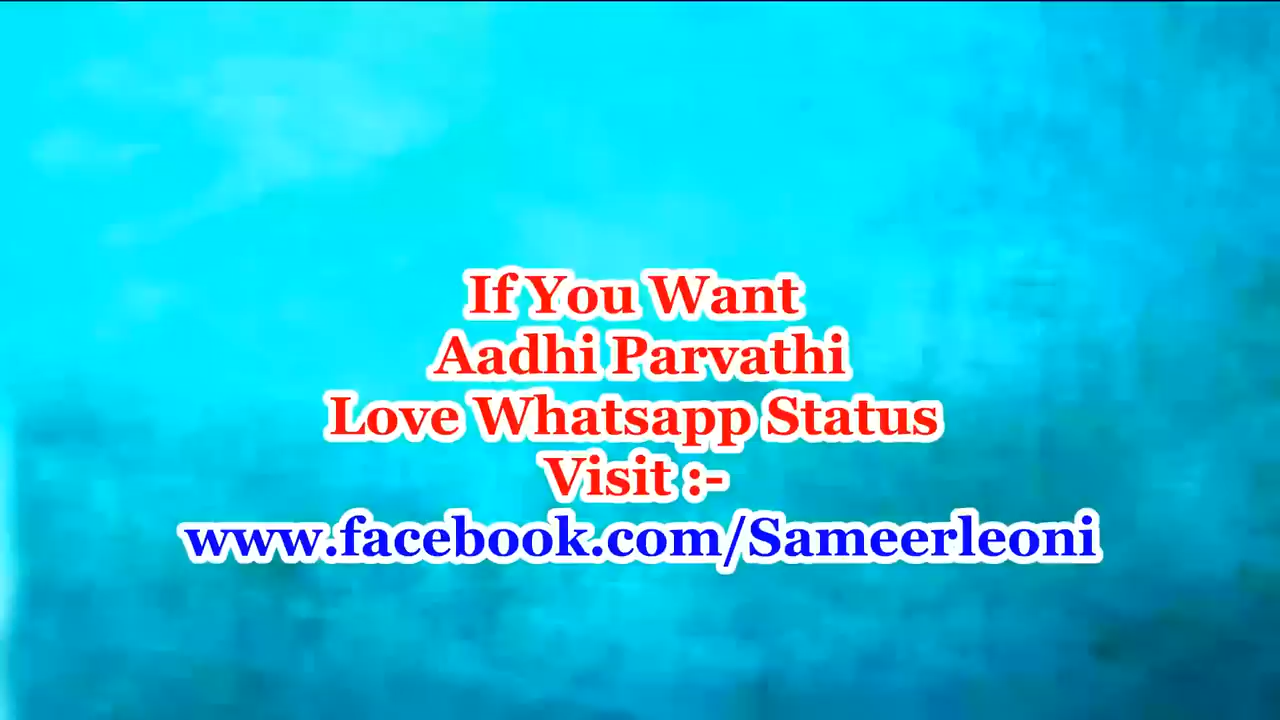 If You Want
Aadhi Parvathi
Love Whatsapp Status
Visit :-
www.facebook.com/Sameerleoni